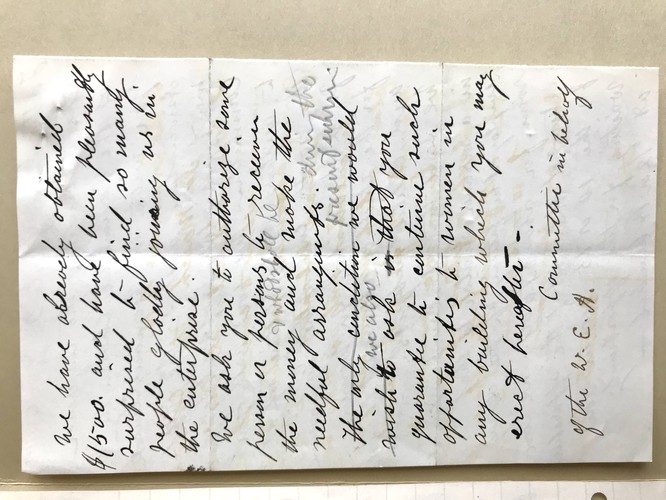 We have already obtained
$1500. and have been pleasantly
surprised to find so many
people gladly joining us in
the enterprise.
We ask you to authorize some
person or persons to receive
the money and make the
needful arrangements.
The only condition we would
we also
wish to ask is that you
guarantee to continue such
opportunities to women in
any building which you may
erect hereafter —
Committee in behalf
of the W. E. A.